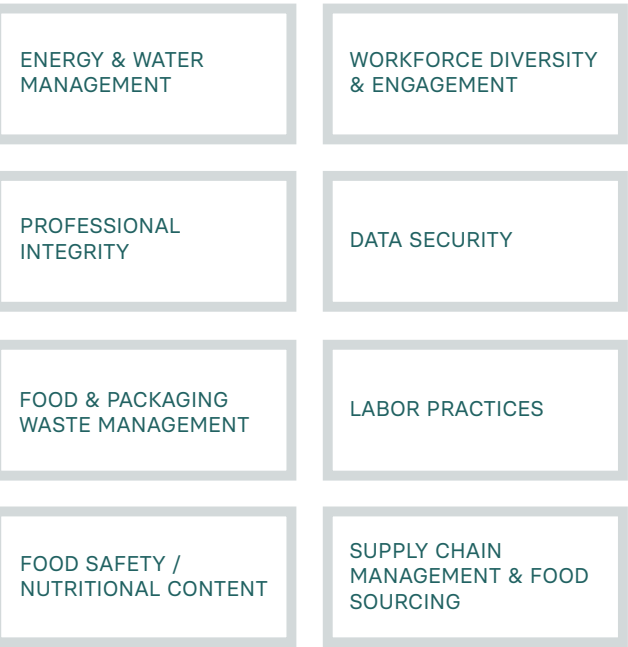 ENERGY & WATER
MANAGEMENT
WORKFORCE DIVERSITY
& ENGAGEMENT
PROFESSIONAL
INTEGRITY
DATA SECURITY
FOOD & PACKAGING
WASTE MANAGEMENT
LABOR PRACTICES
FOOD SAFETY /
NUTRITIONAL CONTENT
SUPPLY CHAIN
MANAGEMENT & FOOD
SOURCING